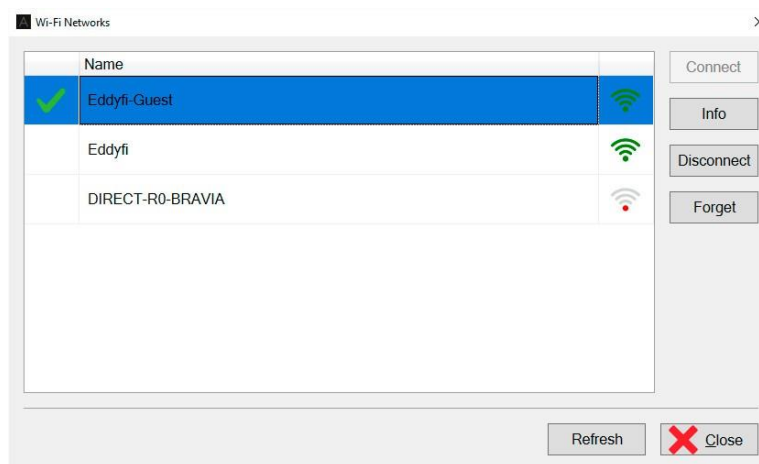 Wi-Fi Networks
Name
Connect
Eddyfi-Guest
Info
Eddyfi
Disconnect
DIRECT-R0-BRAVIA
Forget
Refresh
Close